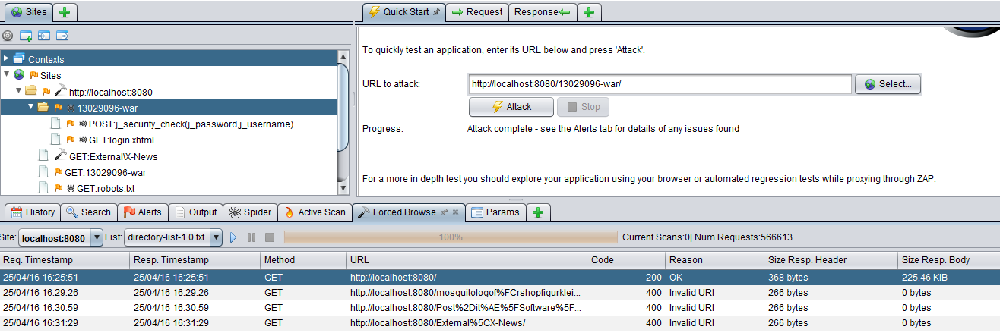 Sites
Quick Start Request Response
Contexts
Sites
http://localhost:8080
13029096-war
POST:j_security_check(j_password,j_username)
GET:login.xhtml
GET:External\X-News
GET:13029096-war
GET:robots.txt
To quickly test an application, enter its URL below and press 'Attack'.
URL to attack: http://localhost:8080/13029096-war/ Select...
Attack Stop
Progress: Attack complete - see the Alerts tab for details of any issues found
For a more in depth test you should explore your application using your browser or automated regression tests while proxying through ZAP.
History Search Alerts Output Spider Active Scan Forced Browse Params
Site: localhost:8080 List: directory-list-1.0.txt 100% Current Scans:0| Num Requests:566613
Req. Timestamp Resp. Timestamp Method URL Code Reason Size Resp. Header Size Resp. Body
25/04/16 16:25:51 25/04/16 16:25:51 GET http://localhost:8080/ 200 OK 368 bytes 225.46 KiB
25/04/16 16:29:26 25/04/16 16:29:26 GET http://localhost:8080/mosquitologof%FCrshopfigurklei... 400 Invalid URI 266 bytes 0 bytes
25/04/16 16:30:59 25/04/16 16:30:59 GET http://localhost:8080/Post%2Dit%AE%5FSoftware%5F... 400 Invalid URI 266 bytes 0 bytes
25/04/16 16:31:29 25/04/16 16:31:29 GET http://localhost:8080/External%5CX-News/ 400 Invalid URI 266 bytes 0 bytes